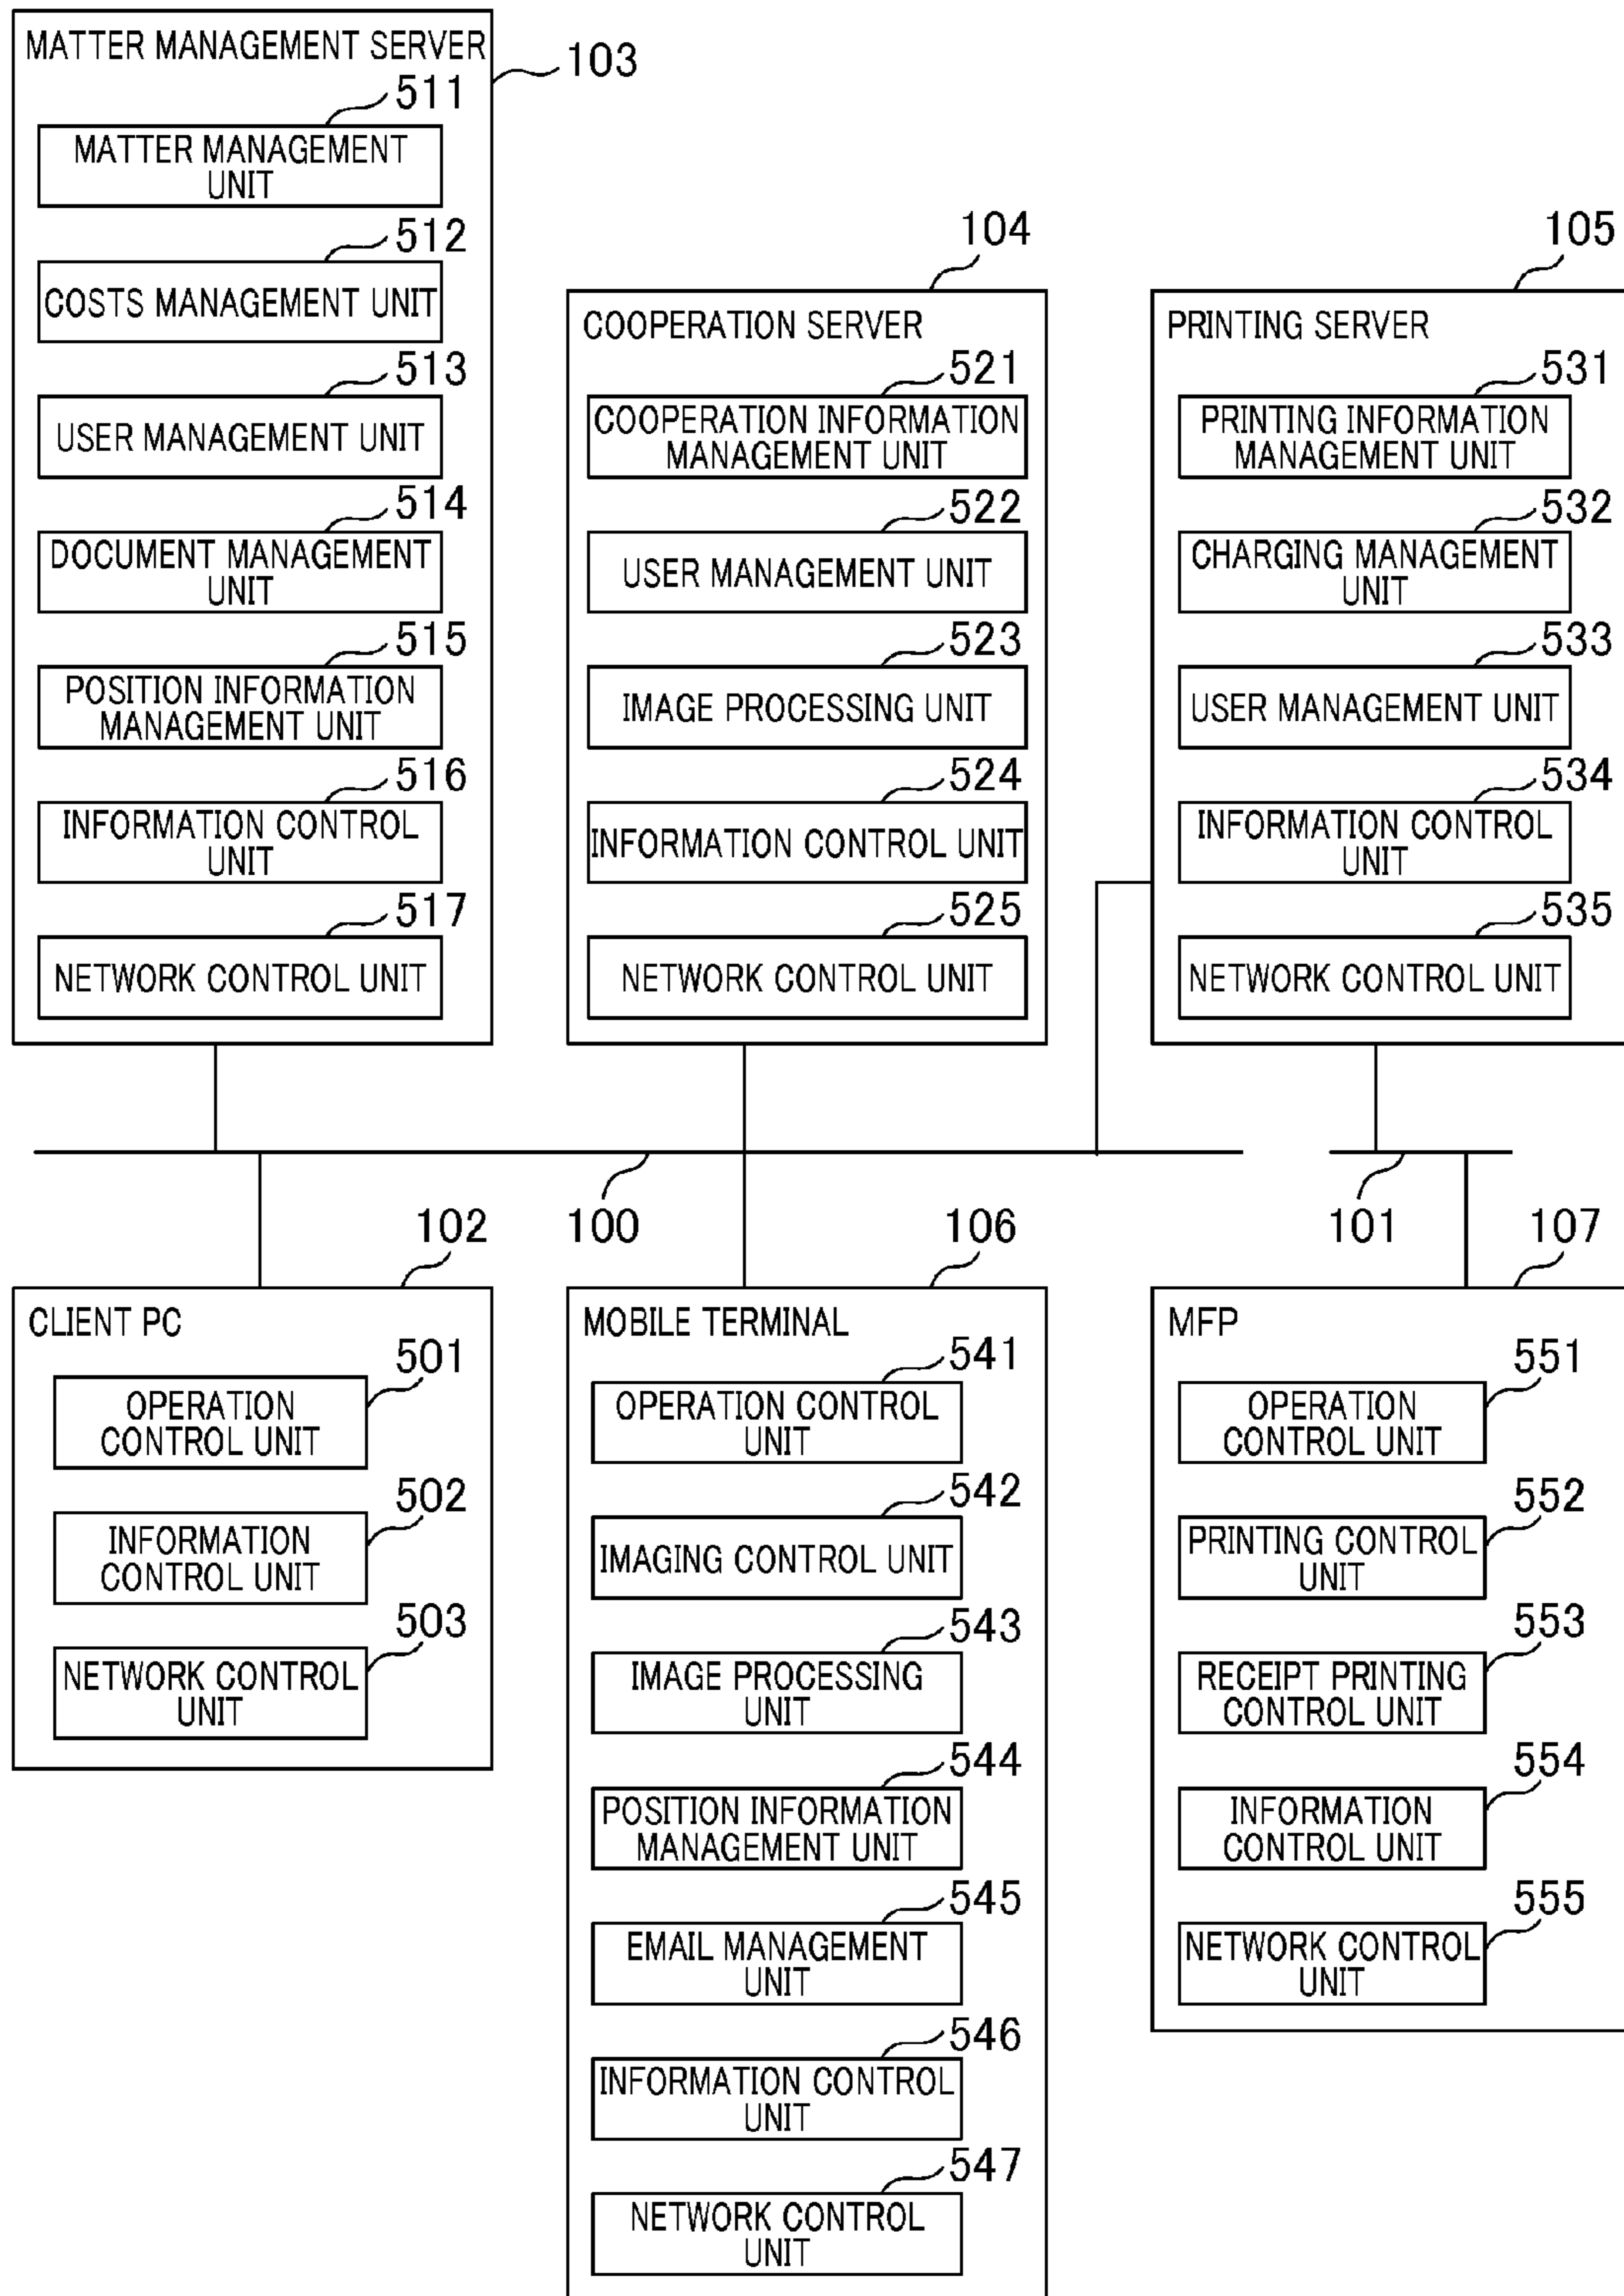 MATTER MANAGEMENT SERVER
103
511
MATTER MANAGEMENT
UNIT
512
COSTS MANAGEMENT UNIT
513
USER MANAGEMENT UNIT
514
DOCUMENT MANAGEMENT
UNIT
515
POSITION INFORMATION
MANAGEMENT UNIT
516
INFORMATION CONTROL
UNIT
517
NETWORK CONTROL UNIT
104
COOPERATION SERVER
521
COOPERATION INFORMATION
MANAGEMENT UNIT
522
USER MANAGEMENT UNIT
523
IMAGE PROCESSING UNIT
524
INFORMATION CONTROL UNIT
525
NETWORK CONTROL UNIT
105
PRINTING SERVER
531
PRINTING INFORMATION
MANAGEMENT UNIT
532
CHARGING MANAGEMENT
UNIT
533
USER MANAGEMENT UNIT
534
INFORMATION CONTROL
UNIT
535
NETWORK CONTROL UNIT
100
101
102
CLIENT PC
501
OPERATION
CONTROL UNIT
502
INFORMATION
CONTROL UNIT
503
NETWORK CONTROL
UNIT
106
MOBILE TERMINAL
541
OPERATION CONTROL
UNIT
542
IMAGING CONTROL UNIT
543
IMAGE PROCESSING
UNIT
544
POSITION INFORMATION
MANAGEMENT UNIT
545
EMAIL MANAGEMENT
UNIT
546
INFORMATION CONTROL
UNIT
547
NETWORK CONTROL
UNIT
107
MFP
551
OPERATION
CONTROL UNIT
552
PRINTING CONTROL
UNIT
553
RECEIPT PRINTING
CONTROL UNIT
554
INFORMATION
CONTROL UNIT
555
NETWORK CONTROL
UNIT